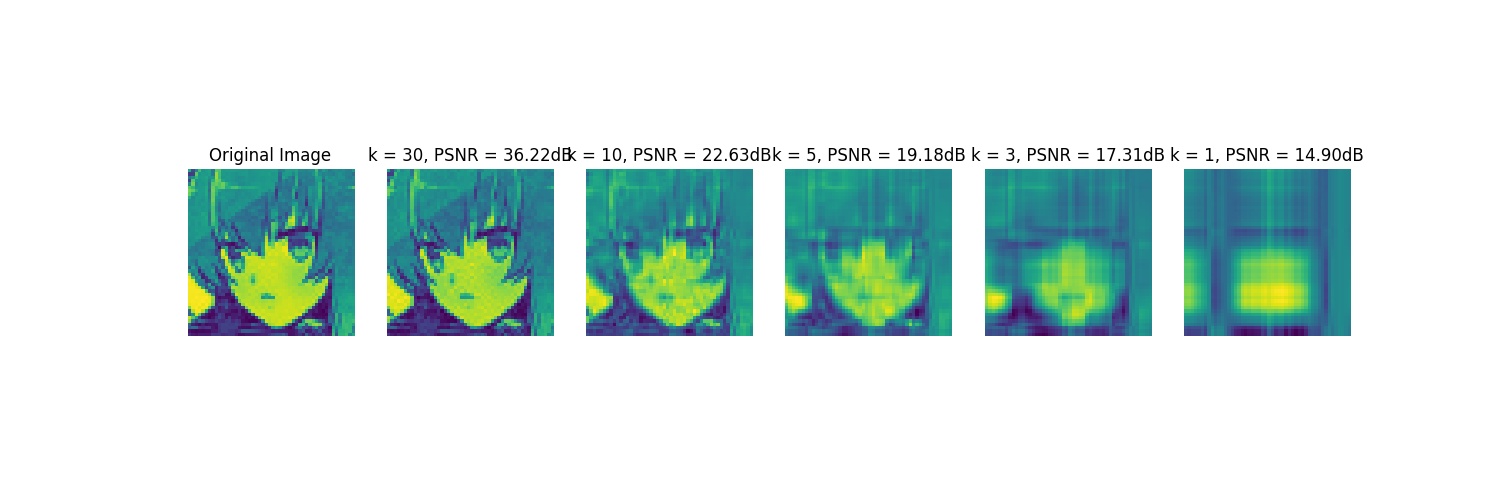 Original Image
k = 30, PSNR = 36.22dB
k = 10, PSNR = 22.63dB
k = 5, PSNR = 19.18dB
k = 3, PSNR = 17.31dB
k = 1, PSNR = 14.90dB